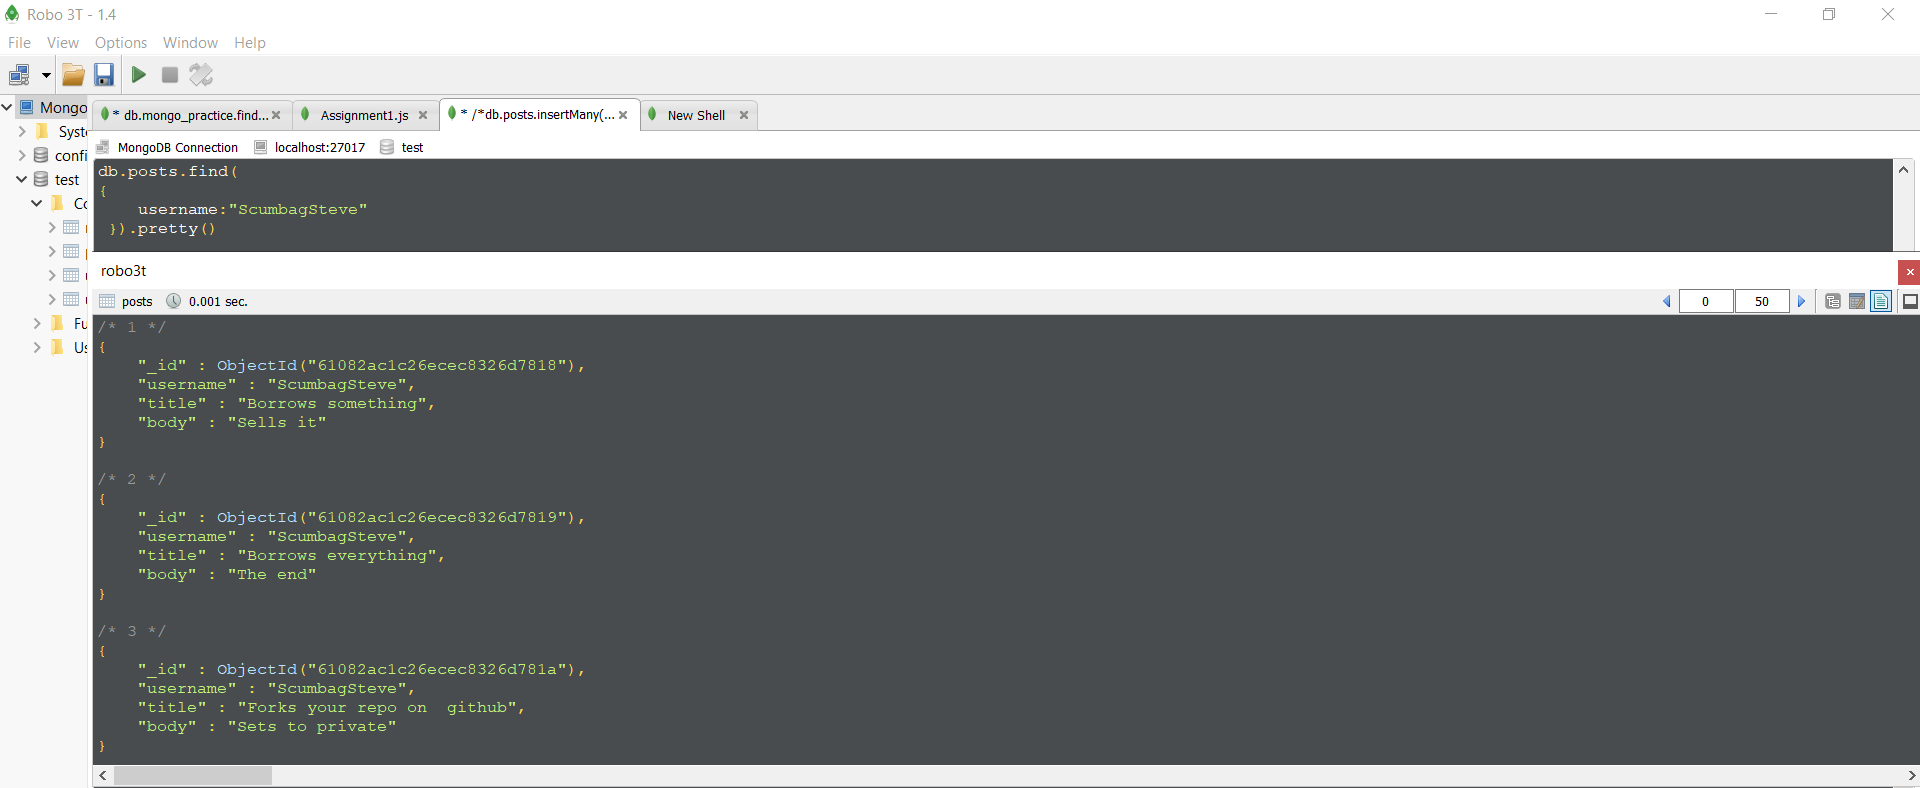 Robo 3T - 1.4
File View Options Window Help
Mongo
* db.mongo_practice.find...
Assignment1.js
* /*db.posts.insertMany(...
New Shell
Syste
MongoDB Connection localhost:27017 test
confi
test
Co
Fu
Us
db.posts.find(
{
    username:"ScumbagSteve"
 }).pretty()
robo3t
posts 0.001 sec. 0 50
/* 1 */
{
    "_id" : ObjectId("61082ac1c26ecec8326d7818"),
    "username" : "ScumbagSteve",
    "title" : "Borrows something",
    "body" : "Sells it"
}
/* 2 */
{
    "_id" : ObjectId("61082ac1c26ecec8326d7819"),
    "username" : "ScumbagSteve",
    "title" : "Borrows everything",
    "body" : "The end"
}
/* 3 */
{
    "_id" : ObjectId("61082ac1c26ecec8326d781a"),
    "username" : "ScumbagSteve",
    "title" : "Forks your repo on  github",
    "body" : "Sets to private"
}